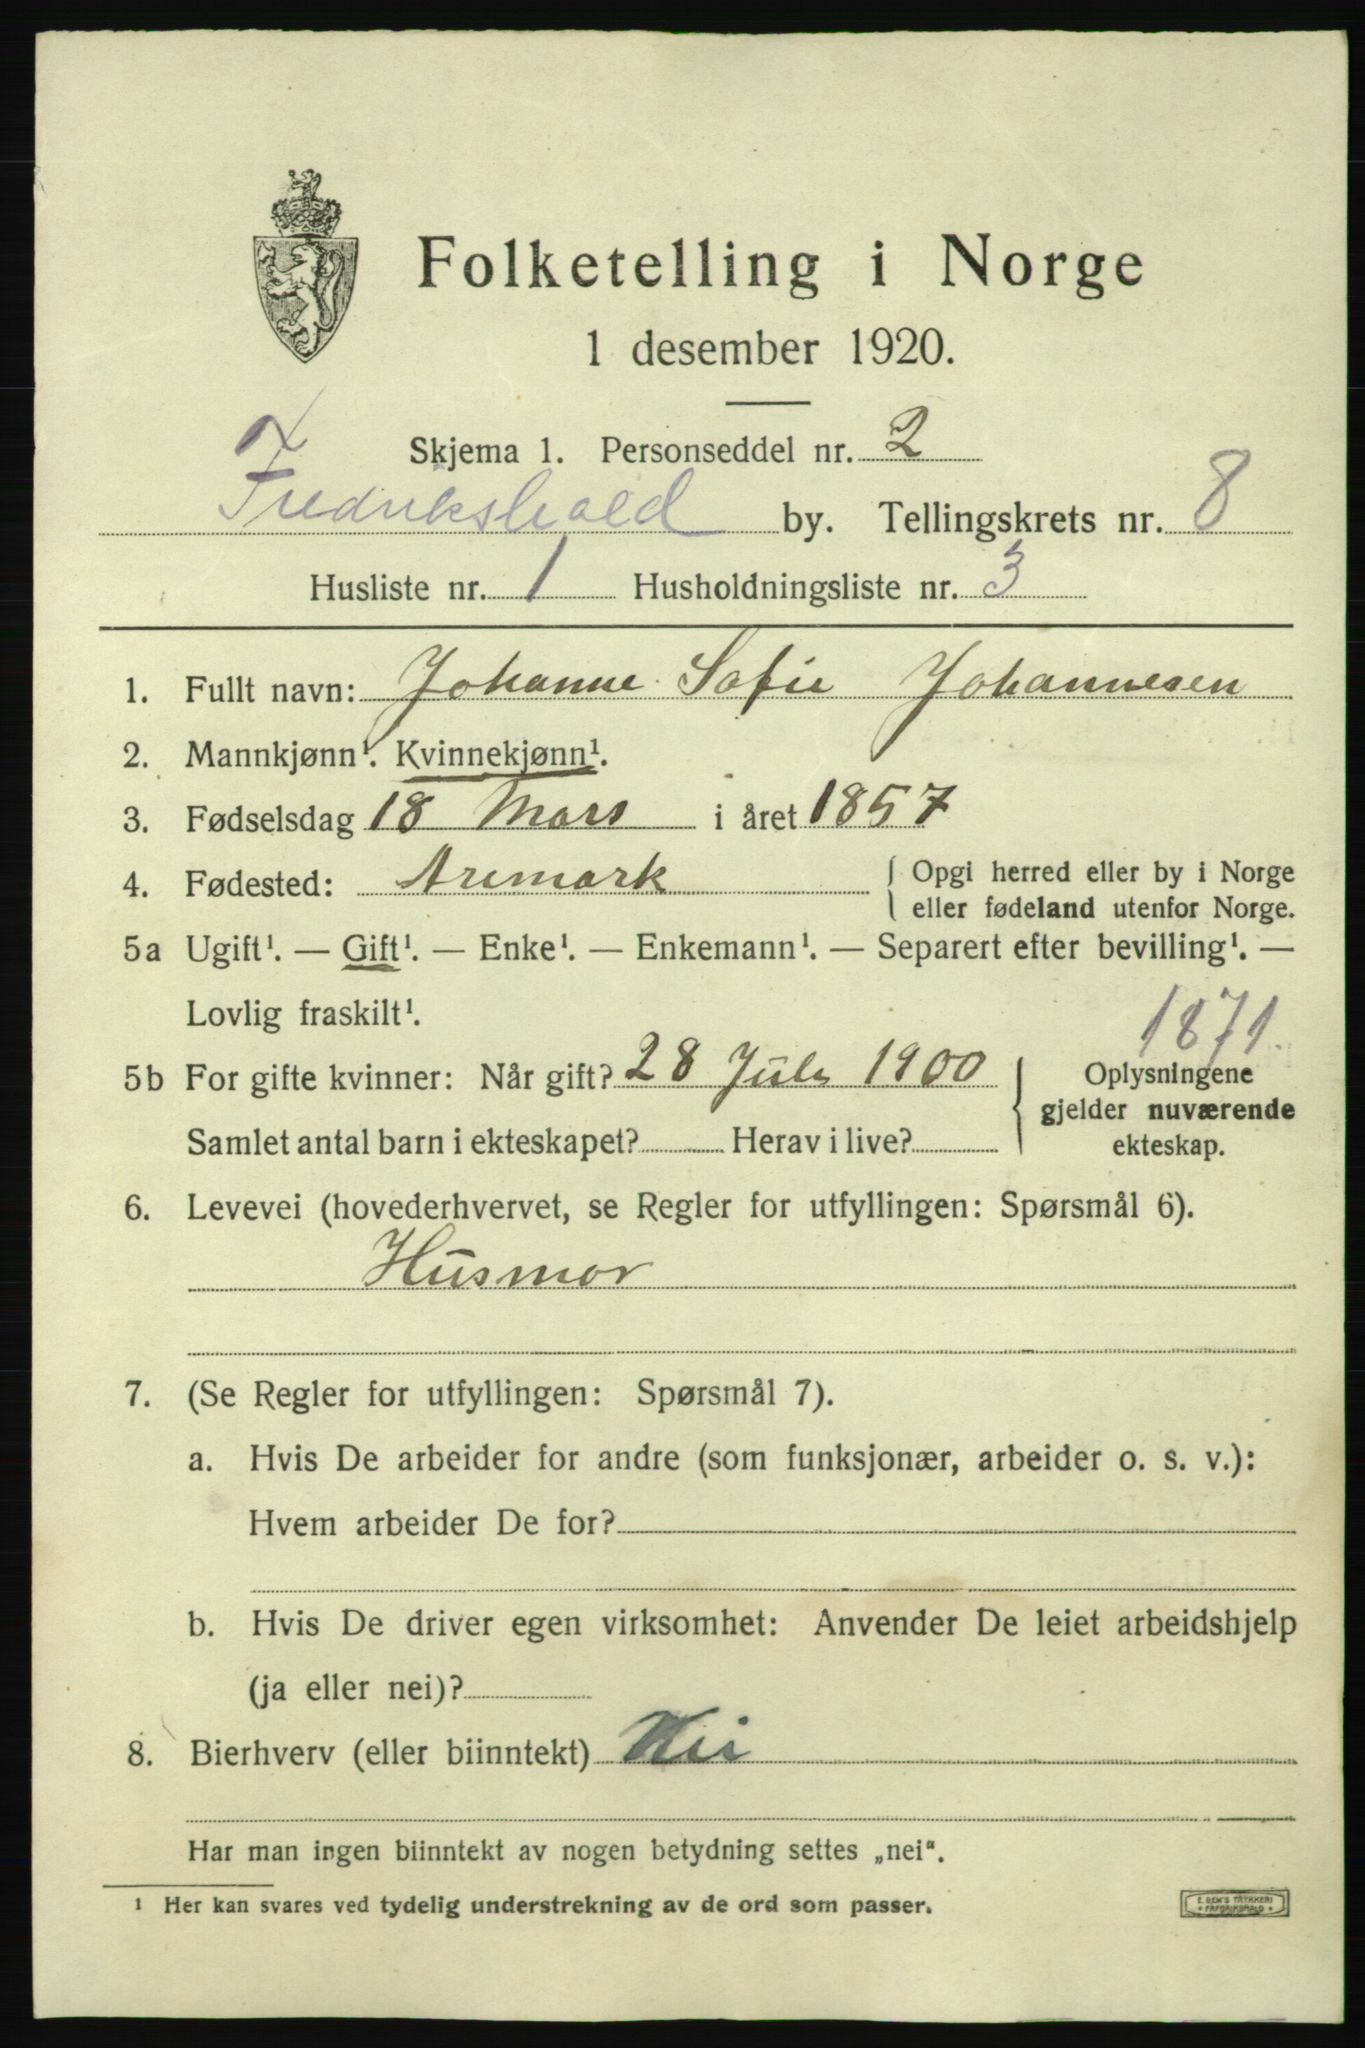 Folketelling i Norge
1 desember 1920.
Skjema 1. Personseddel nr. 2
Fredrikshald by. Tellingskrets nr. 8
Husliste nr. 1 Husholdningsliste nr. 3
1. Fullt navn: Johanne Sofie Johannesen
2. Mannkjønn¹. Kvinnekjønn¹.
3. Fødselsdag 18 Mars i året 1857
4. Fødested: Aremark { Opgi herred eller by i Norge
eller fødeland utenfor Norge.
5a Ugift¹. — Gift¹. — Enke¹. — Enkemann¹. — Separert efter bevilling¹. —
Lovlig fraskilt¹.
1871.
5b For gifte kvinner: Når gift? 28 July 1900 { Oplysningene
gjelder nuværende
Samlet antal barn i ekteskapet? Herav i live? ekteskap.
6. Levevei (hovederhvervet, se Regler for utfyllingen: Spørsmål 6).
Husmor
7. (Se Regler for utfyllingen: Spørsmål 7).
a. Hvis De arbeider for andre (som funksjonær, arbeider o. s. v.):
Hvem arbeider De for?
b. Hvis De driver egen virksomhet: Anvender De leiet arbeidshjelp
(ja eller nei)?
8. Bierhverv (eller biinntekt) Nei
Har man ingen biinntekt av nogen betydning settes „nei".
¹ Her kan svares ved tydelig understrekning av de ord som passer.
E. SEM'S TRYKKERI
FREDRIKSHALD